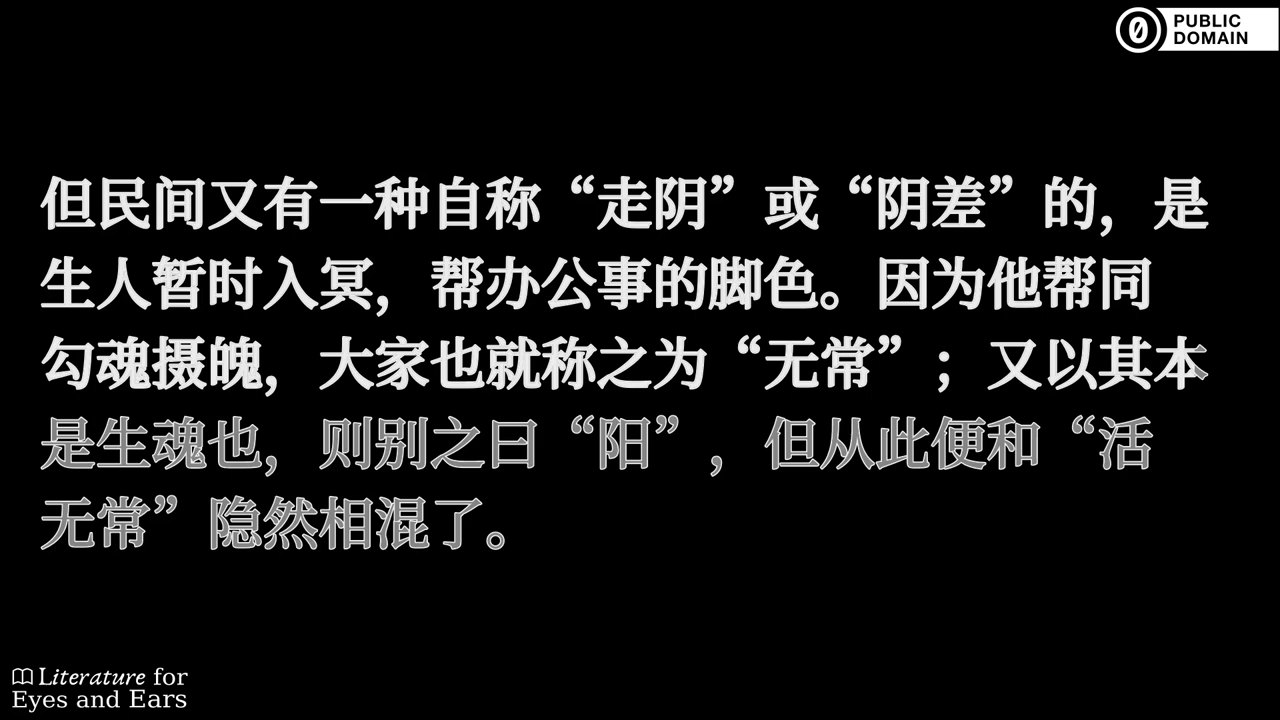 PUBLIC
DOMAIN
但民间又有一种自称“走阴”或“阴差”的，是
生人暂时入冥，帮办公事的脚色。因为他帮同
勾魂摄魄，大家也就称之为“无常”；又以其本
是生魂也，则别之曰“阳”，但从此便和“活
无常”隐然相混了。
Literature for
Eyes and Ears